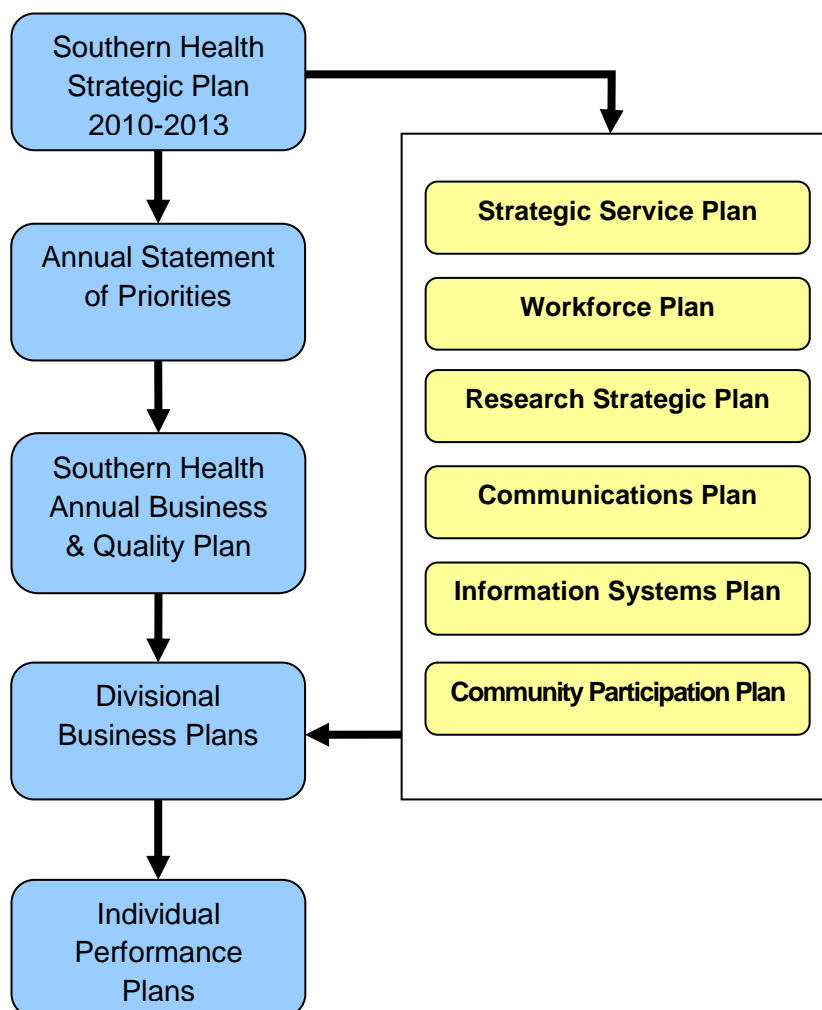 Southern Health
Strategic Plan
2010-2013
Annual Statement
of Priorities
Southern Health
Annual Business
& Quality Plan
Divisional
Business Plans
Individual
Performance
Plans
Strategic Service Plan
Workforce Plan
Research Strategic Plan
Communications Plan
Information Systems Plan
Community Participation Plan